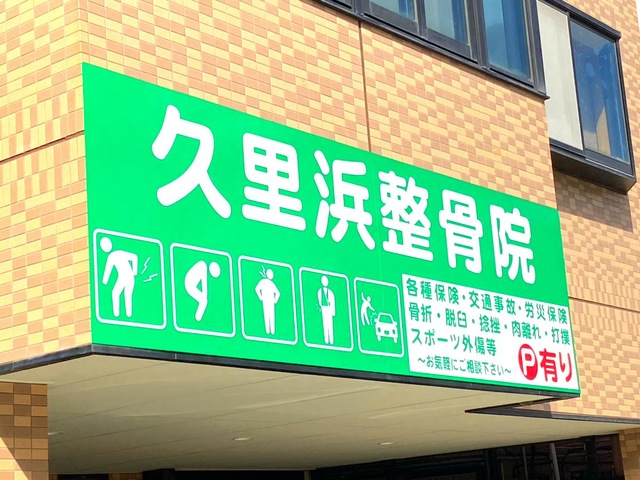 久里浜整骨院
各種保険・交通事故・労災保険
骨折・脱臼・捻挫・肉離れ・打撲
スポーツ外傷等
～お気軽にご相談下さい～
P有り